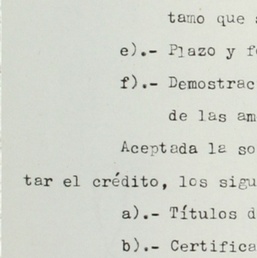 tamo que
e).- Plazo y
f).- Demostrac
de las am
Aceptada la so
tar el crédito, los sigu
a).- Títulos d
b).- Certifica